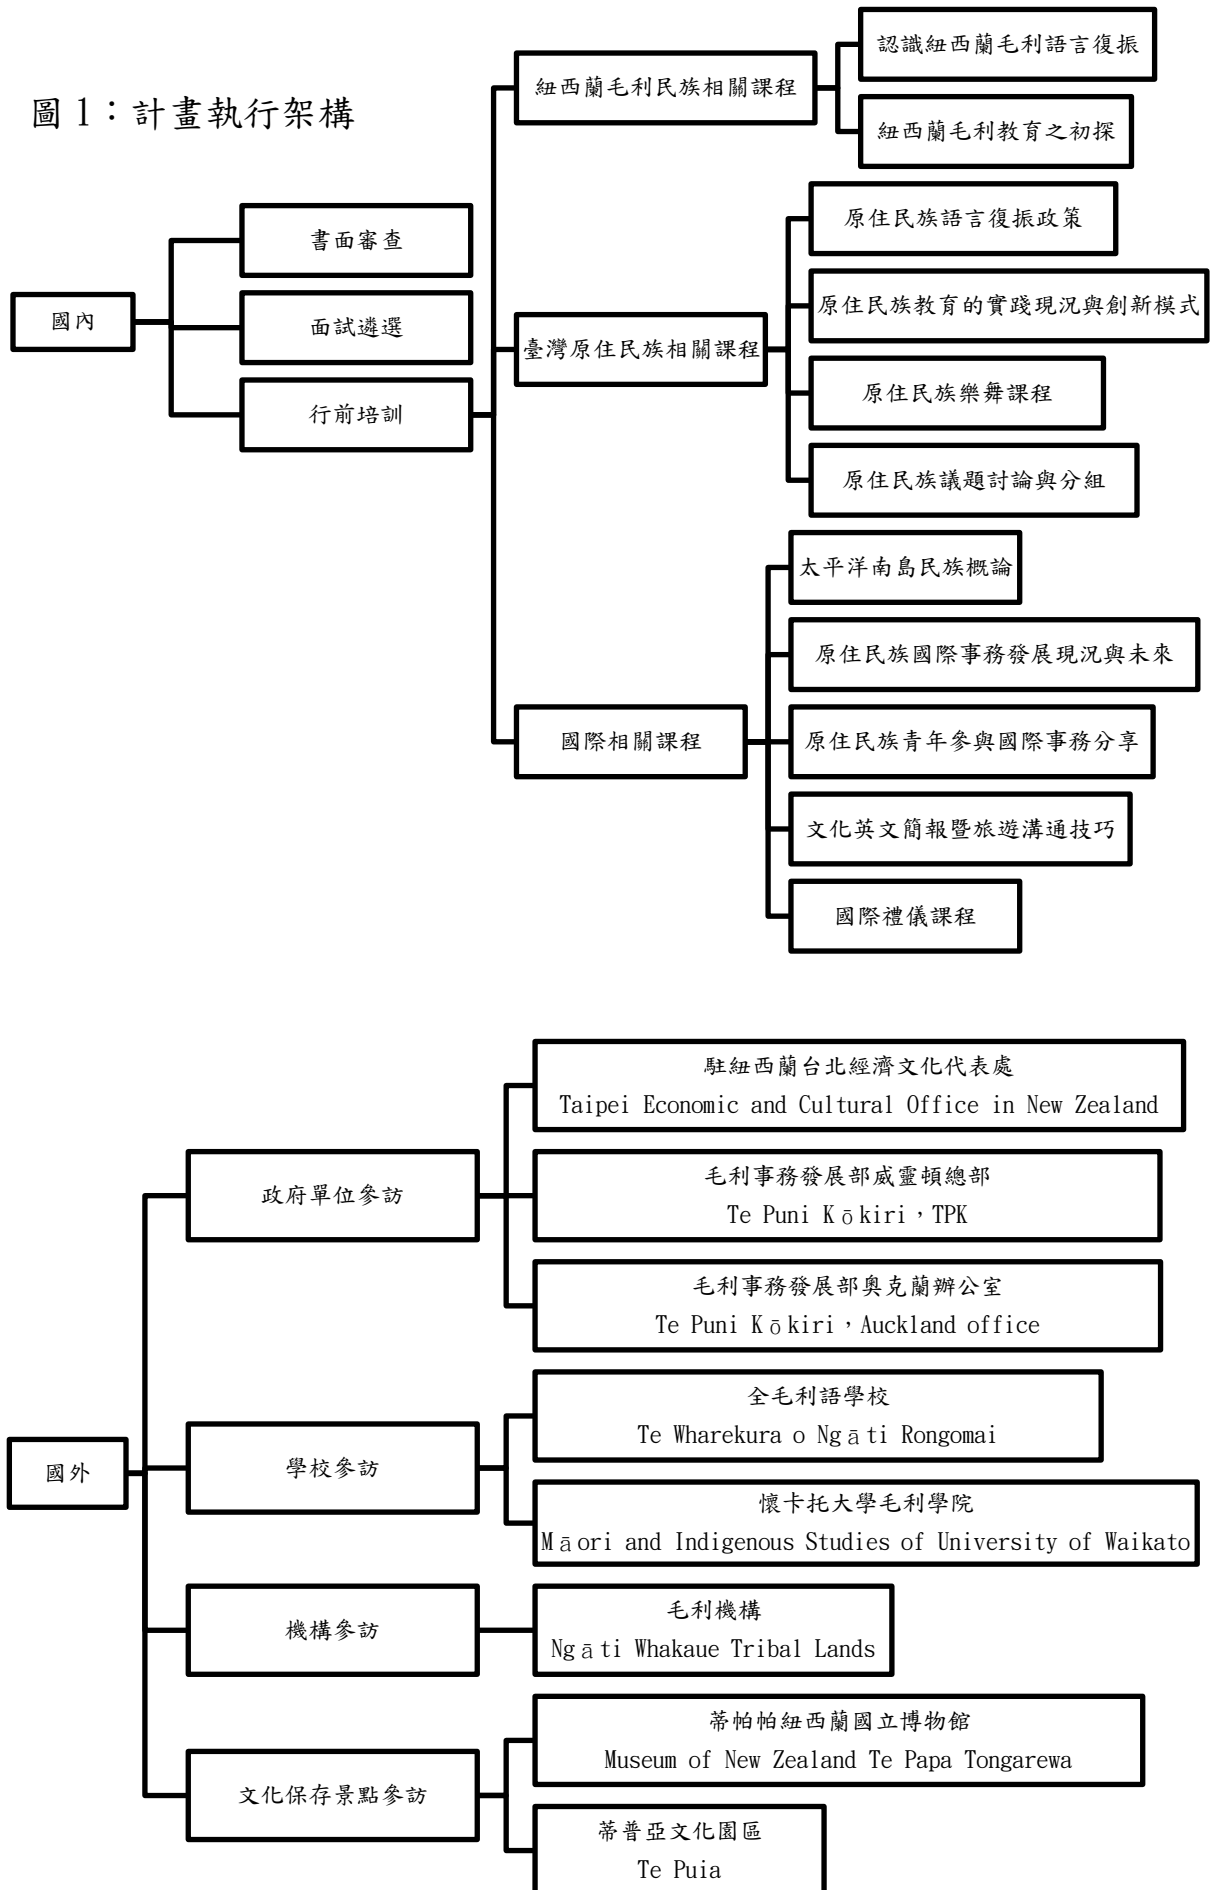 圖 1：計畫執行架構
國內
書面審查
面試遴選
行前培訓
紐西蘭毛利民族相關課程
認識紐西蘭毛利語言復振
紐西蘭毛利教育之初探
臺灣原住民族相關課程
原住民族語言復振政策
原住民族教育的實踐現況與創新模式
原住民族樂舞課程
原住民族議題討論與分組
國際相關課程
太平洋南島民族概論
原住民族國際事務發展現況與未來
原住民族青年參與國際事務分享
文化英文簡報暨旅遊溝通技巧
國際禮儀課程
國外
政府單位參訪
駐紐西蘭台北經濟文化代表處
Taipei Economic and Cultural Office in New Zealand
毛利事務發展部威靈頓總部
Te Puni Kōkiri，TPK
毛利事務發展部奧克蘭辦公室
Te Puni Kōkiri，Auckland office
學校參訪
全毛利語學校
Te Wharekura o Ngāti Rongomai
懷卡托大學毛利學院
Māori and Indigenous Studies of University of Waikato
機構參訪
毛利機構
Ngāti Whakaue Tribal Lands
文化保存景點參訪
蒂帕帕紐西蘭國立博物館
Museum of New Zealand Te Papa Tongarewa
蒂普亞文化園區
Te Puia